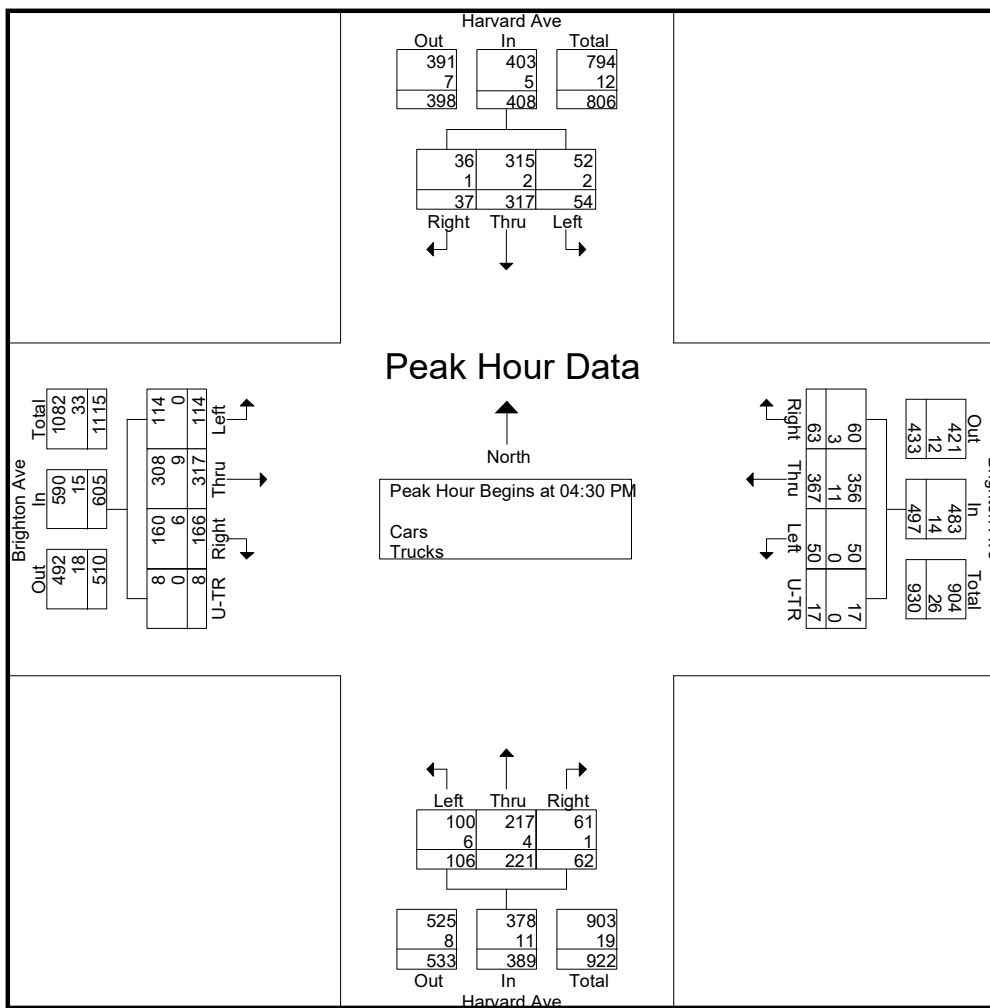 Harvard Ave
Out In Total
391 403 794
7 5 12
398 408 806
36 315 52
1 2 2
37 317 54
Right Thru Left
Peak Hour Data
North
Peak Hour Begins at 04:30 PM
Cars
Trucks
Brighton Ave
Total In Out
1082 590 492
33 15 18
1115 605 510
114 308 160 8
0 9 6 0
114 317 166 8
Left Thru Right U-TR
Right Thru Left U-TR
63 367 50 17
3 11 0 0
60 356 50 17
433 497 930
12 14 26
421 483 904
Out In Total
Left Thru Right
100 217 61
6 4 1
106 221 62
525 378 903
8 11 19
533 389 922
Out In Total
Harvard Ave